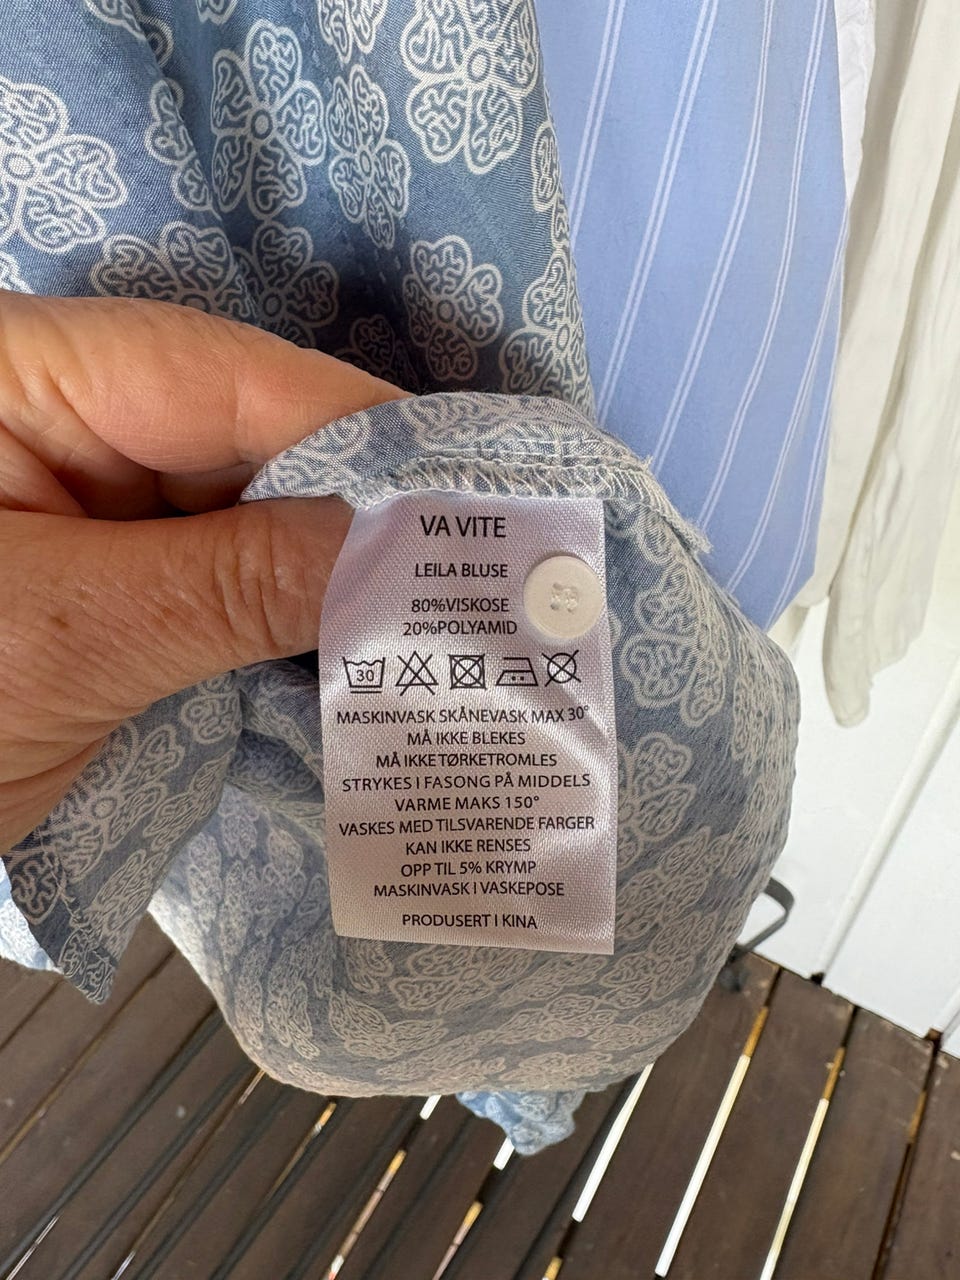 VA VITE
LEILA BLUSE
80%VISKOSE
20%POLYAMID
30
MASKINVASK SKÅNEVASK MAX 30°
MÅ IKKE BLEKES
MÅ IKKE TØRKETROMLES
STRYKES I FASONG PÅ MIDDELS
VARME MAKS 150°
VASKES MED TILSVARENDE FARGER
KAN IKKE RENSES
OPP TIL 5% KRYMP
MASKINVASK I VASKEPOSE
PRODUSERT I KINA